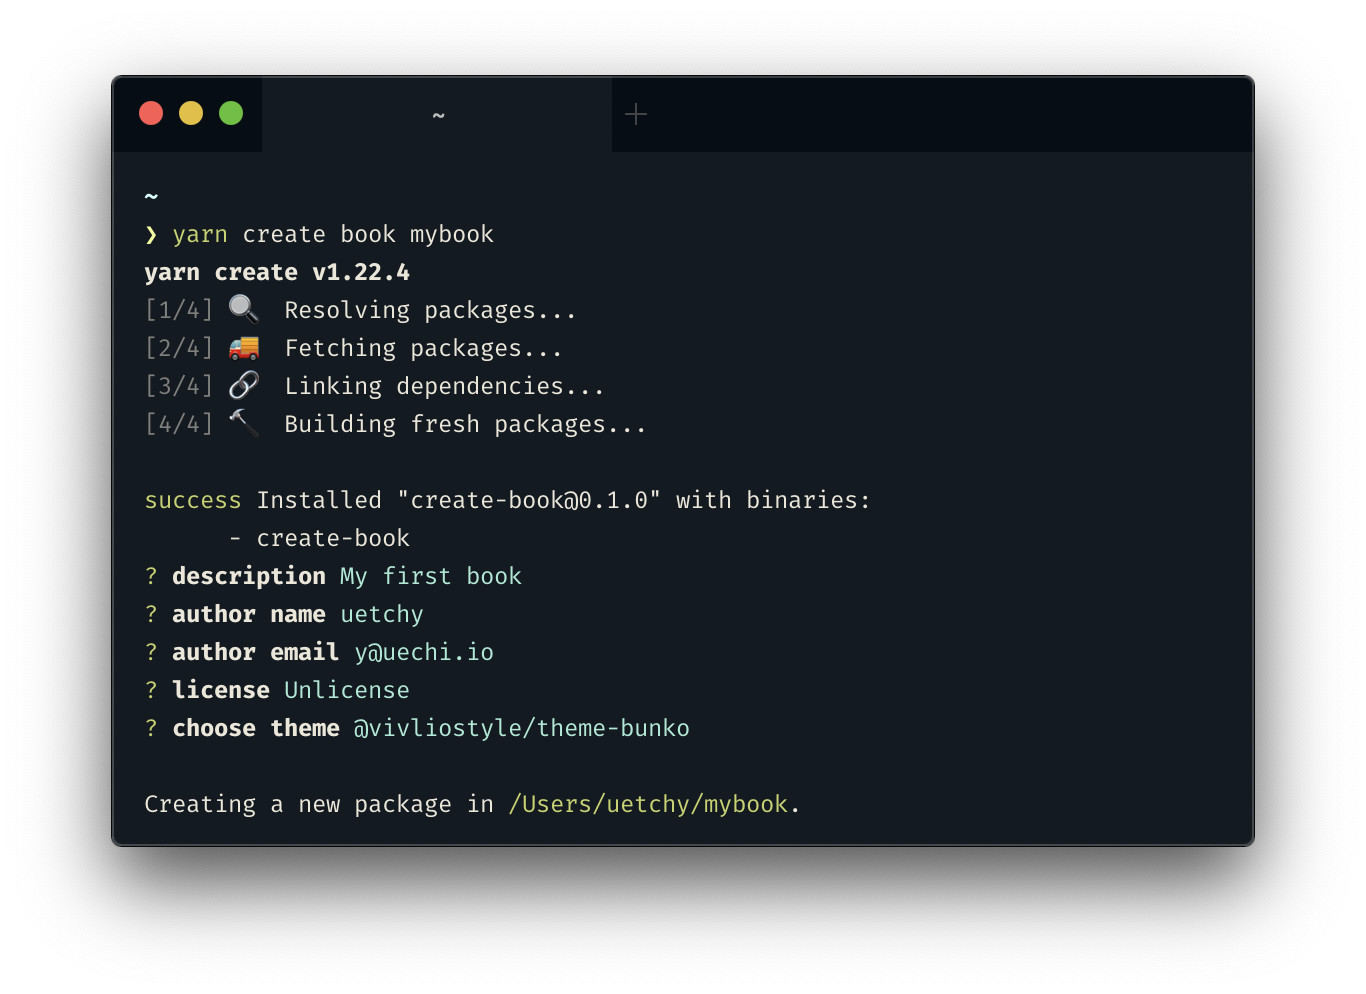 ~
~
❯ yarn create book mybook
yarn create v1.22.4
[1/4] 🔍 Resolving packages...
[2/4] 🚚 Fetching packages...
[3/4] 🔗 Linking dependencies...
[4/4] 🔨 Building fresh packages...
success Installed "create-book@0.1.0" with binaries:
- create-book
? description My first book
? author name uetchy
? author email y@uechi.io
? license Unlicense
? choose theme @vivliostyle/theme-bunko
Creating a new package in /Users/uetchy/mybook.